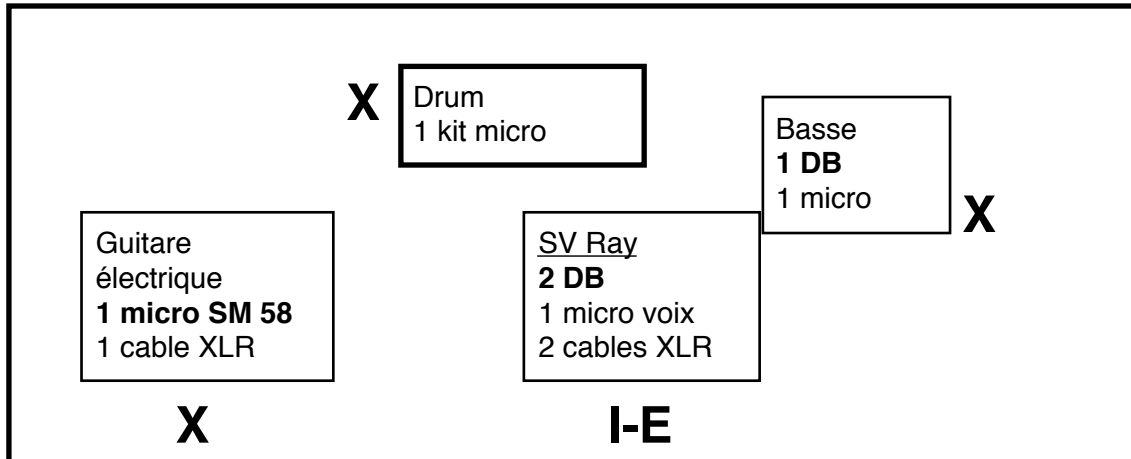 X
Drum
1 kit micro
Basse
1 DB
1 micro
X
Guitare
électrique
1 micro SM 58
1 cable XLR
X
SV Ray
2 DB
1 micro voix
2 cables XLR
I-E